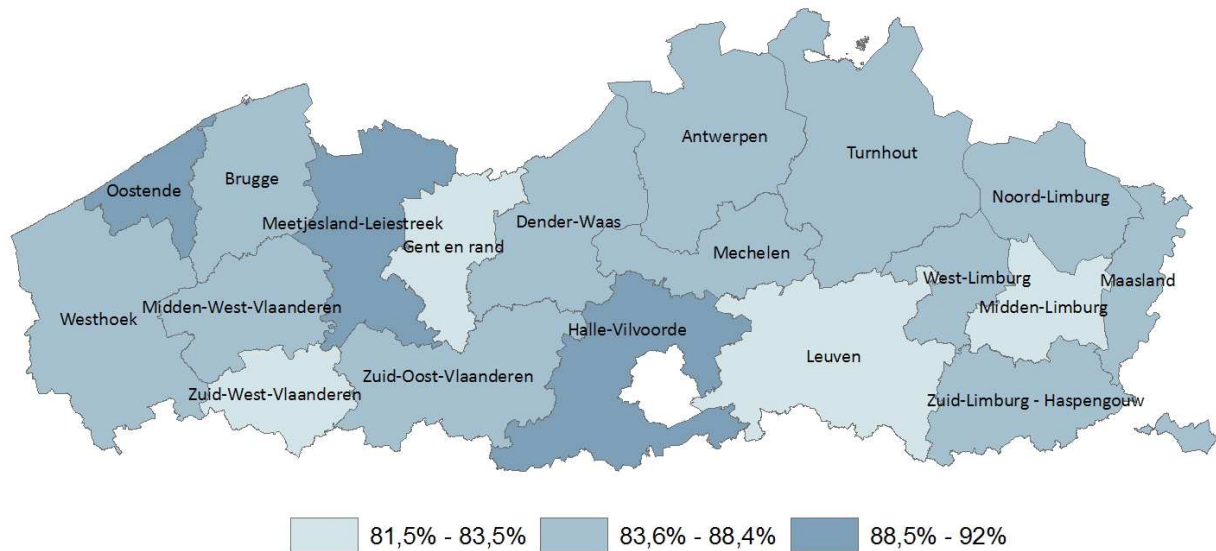 Antwerpen
Turnhout
Brugge
Oostende
Noord-Limburg
Meetjesland-Leiestreek
Dender-Waas
Gent en rand
Mechelen
West-Limburg
Maasland
Midden-West-Vlaanderen
Midden-Limburg
Westhoek
Halle-Vilvoorde
Leuven
Zuid-Oost-Vlaanderen
Zuid-West-Vlaanderen
Zuid-Limburg - Haspengouw
81,5% - 83,5%
83,6% - 88,4%
88,5% - 92%